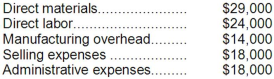 Direct materials.................... $29,000
Direct labor......................... $24,000
Manufacturing overhead......... $14,000
Selling expenses ................. $18,000
Administrative expenses........ $18,000